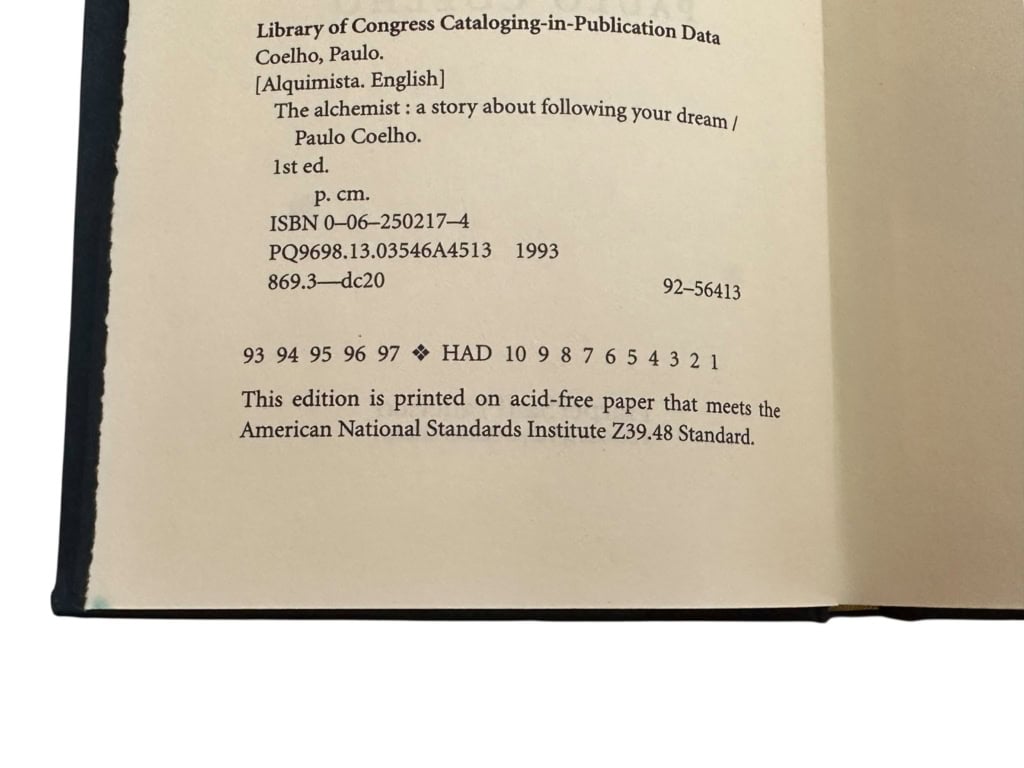 Library of Congress Cataloging-in-Publication Data
Coelho, Paulo.
[Alquimista. English]
The alchemist : a story about following your dream /
Paulo Coelho.
1st ed.
p. cm.
ISBN 0–06–250217–4
PQ9698.13.03546A4513 1993
869.3—dc20 92–56413
93 94 95 96 97 ❖ HAD 10 9 8 7 6 5 4 3 2 1
This edition is printed on acid-free paper that meets the
American National Standards Institute Z39.48 Standard.